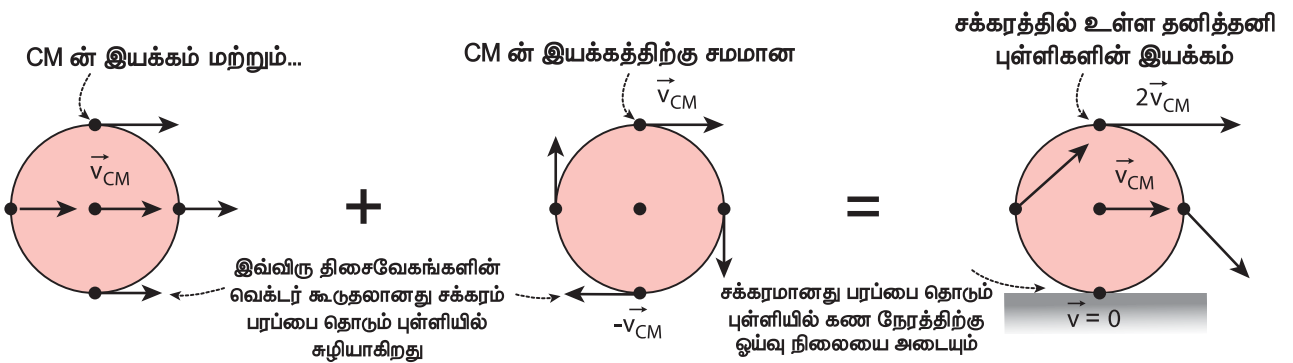 CM ன் இயக்கம் மற்றும்...
v⃗CM
இவ்விரு திசைவேகங்களின்
வெக்டர் கூடுதலானது சக்கரம்
பரப்பை தொடும் புள்ளியில்
சுழியாகிறது
+
CM ன் இயக்கத்திற்கு சமமான
v⃗CM
-v⃗CM
=
சக்கரத்தில் உள்ள தனித்தனி
புள்ளிகளின் இயக்கம்
2v⃗CM
v⃗CM
சக்கரமானது பரப்பை தொடும்
புள்ளியில் கண நேரத்திற்கு
ஓய்வு நிலையை அடையும்
v⃗ = 0